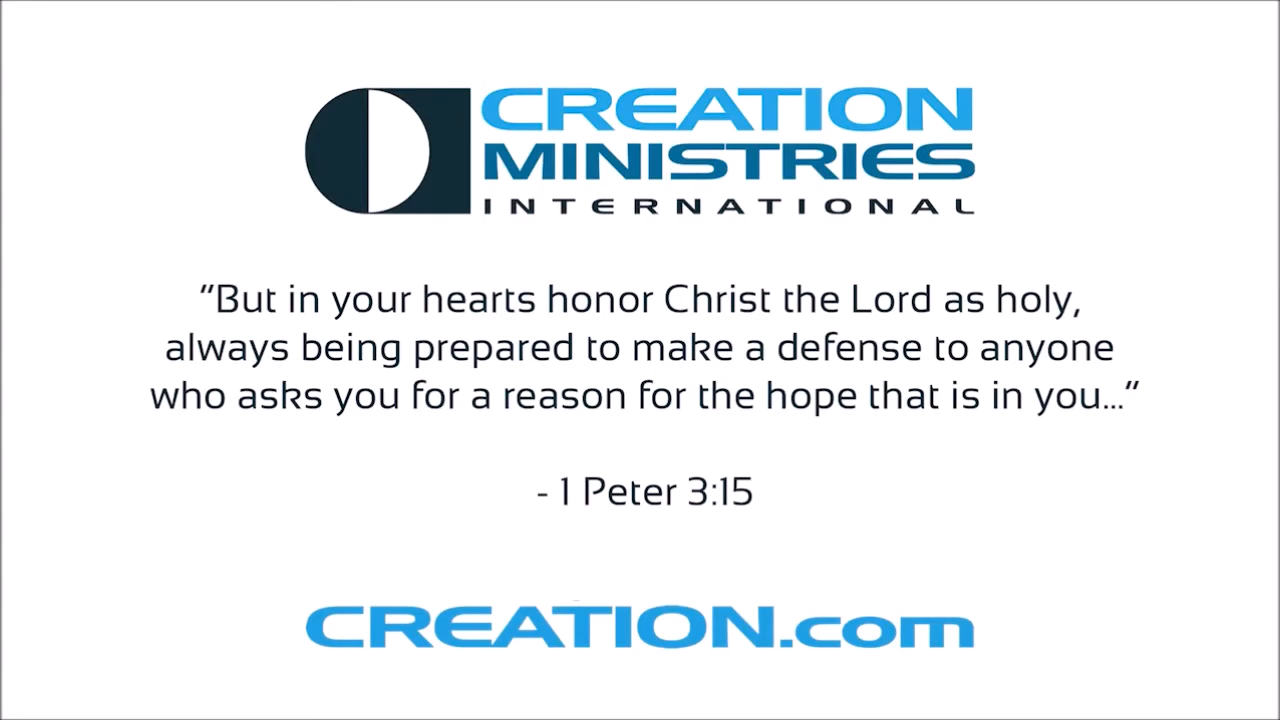 CREATION
MINISTRIES
INTERNATIONAL
“But in your hearts honor Christ the Lord as holy,
always being prepared to make a defense to anyone
who asks you for a reason for the hope that is in you...”
- 1 Peter 3:15
CREATION.com